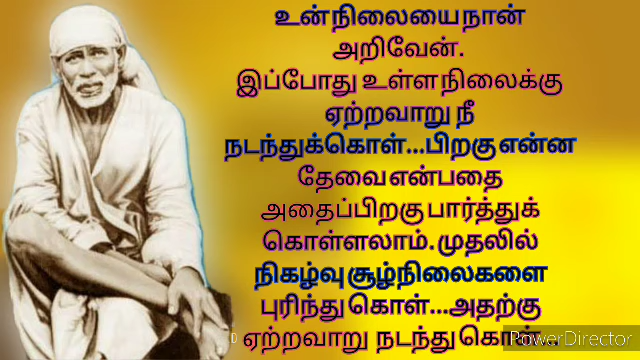 உன் நிலையை நான்
அறிவேன்.
இப்போது உள்ள நிலைக்கு
ஏற்றவாறு நீ
நடந்துக்கொள்...பிறகு என்ன
தேவை என்பதை
அதைப்பிறகு பார்த்துக்
கொள்ளலாம். முதலில்
நிகழ்வு சூழ்நிலைகளை
புரிந்து கொள்...அதற்கு
ஏற்றவாறு நடந்து கொள்...
PowerDirector